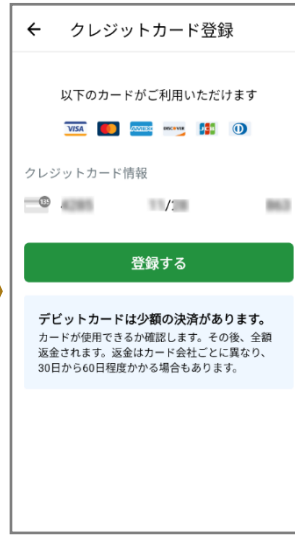 クレジットカード登録
以下のカードがご利用いただけます
VISA DISCOVER JCB
クレジットカード情報
登録する
デビットカードは少額の決済があります。
カードが使用できるか確認します。その後、全額
返金されます。返金はカード会社ごとに異なり、
30日から60日程度かかる場合もあります。